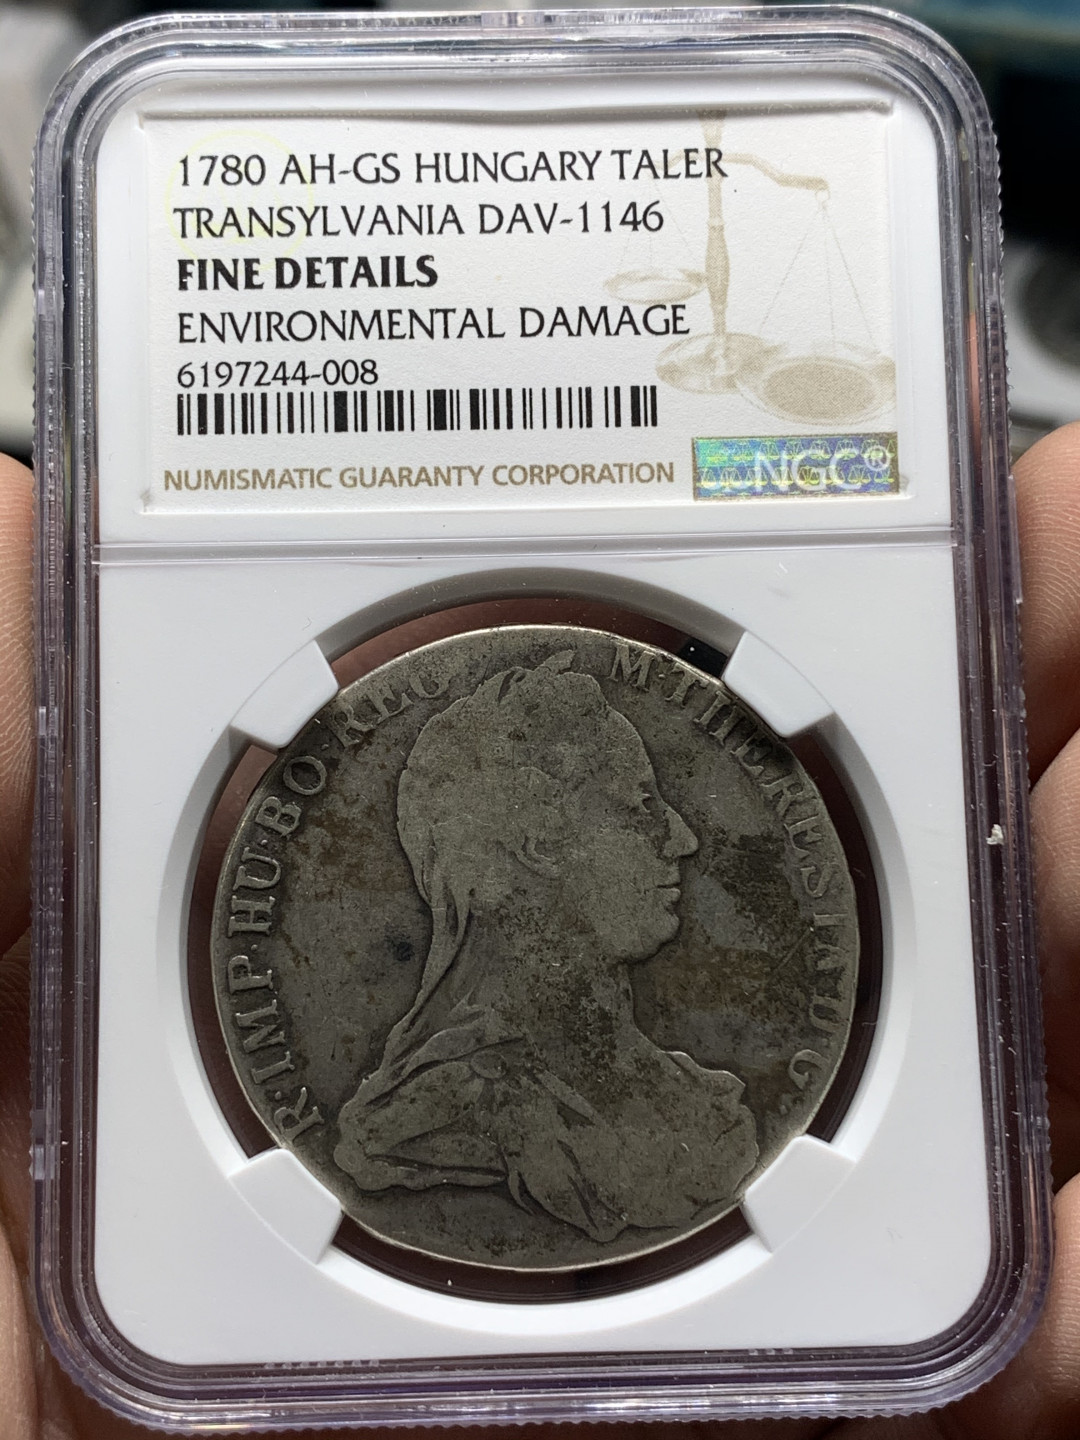 1780 AH-GS HUNGARY TALER
TRANSYLVANIA DAV-1146
FINE DETAILS
ENVIRONMENTAL DAMAGE
6197244-008
NUMISMATIC GUARANTY CORPORATION
NGC®
R·IMP·HU·BO·REG
M·THERESIA·D·G·